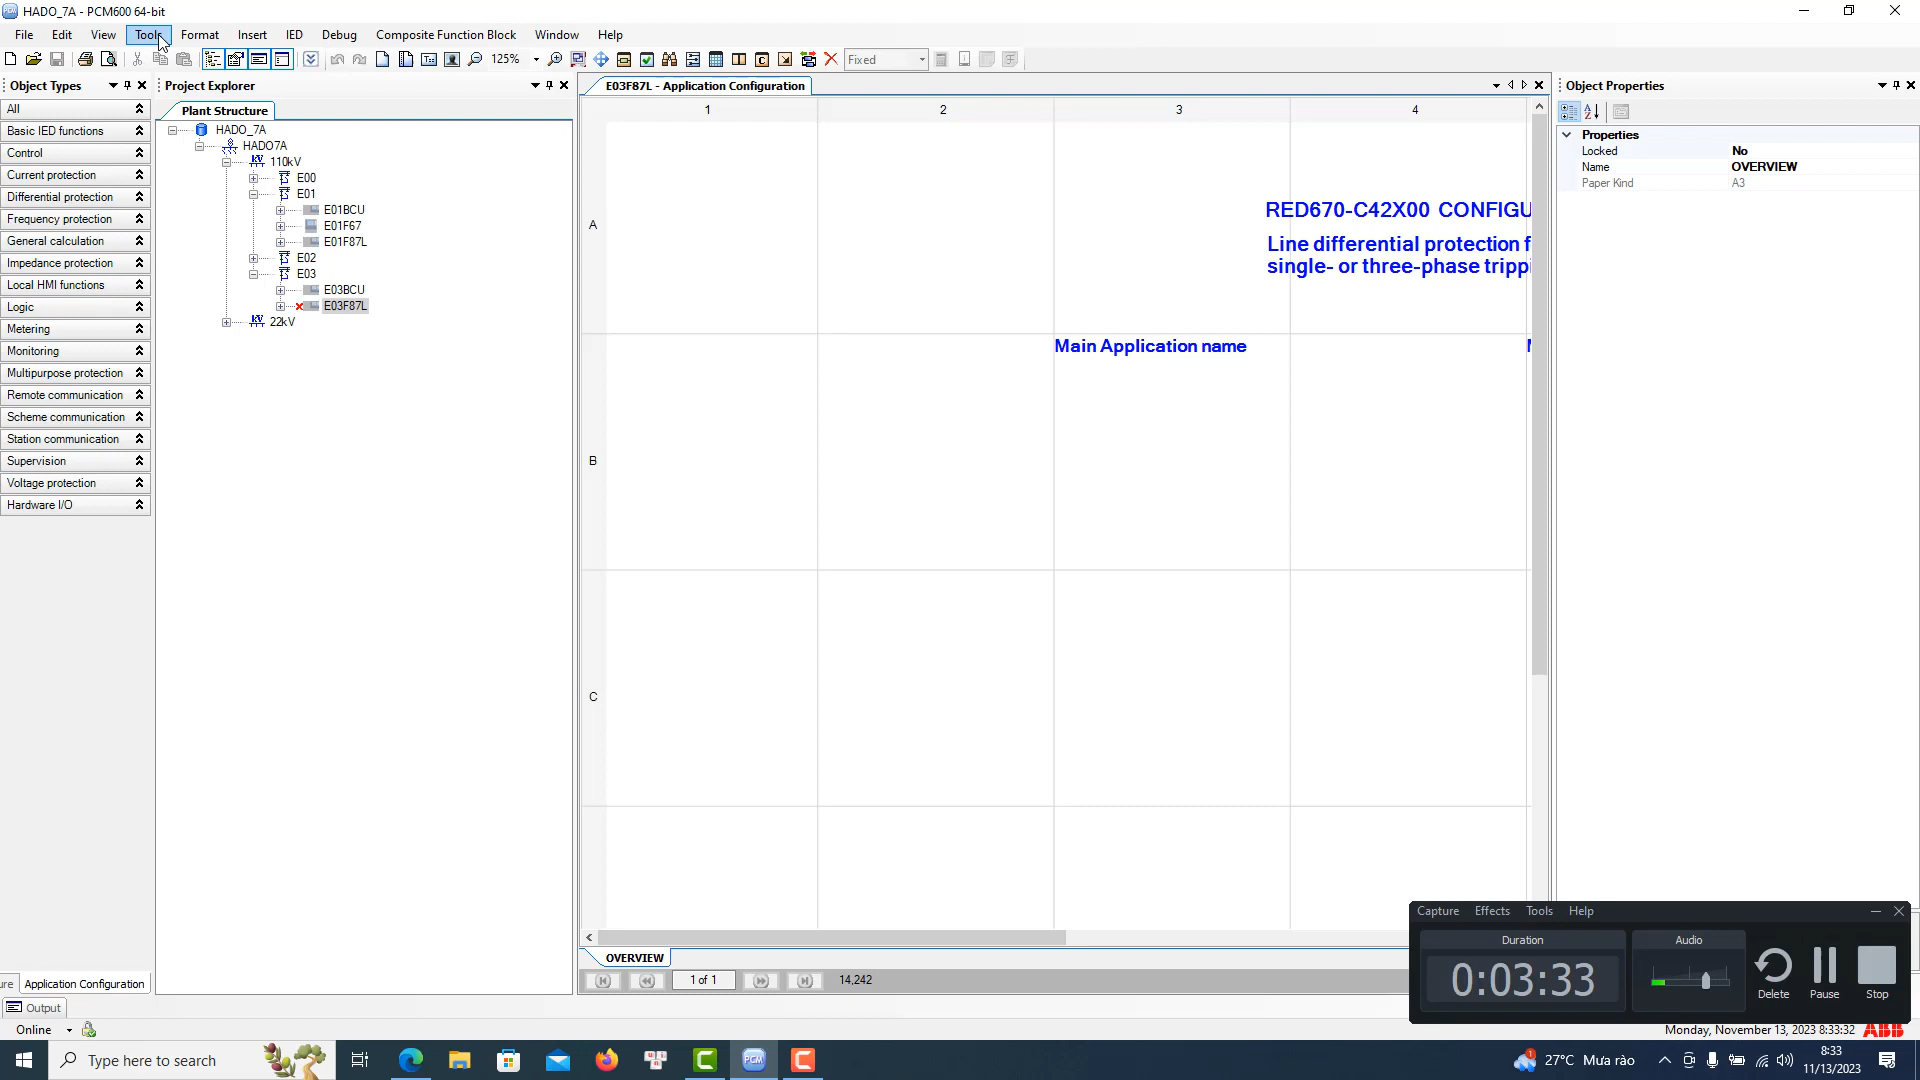 HADO_7A - PCM600 64-bit
File Edit View Tools Format Insert IED Debug Composite Function Block Window Help
125% Fixed
Object Types
All
Basic IED functions
Control
Current protection
Differential protection
Frequency protection
General calculation
Impedance protection
Local HMI functions
Logic
Metering
Monitoring
Multipurpose protection
Remote communication
Scheme communication
Station communication
Supervision
Voltage protection
Hardware I/O
Application Configuration
Project Explorer
Plant Structure
HADO_7A
HADO7A
110kV
E00
E01
E01BCU
E01F67
E01F87L
E02
E03
E03BCU
E03F87L
22kV
E03F87L - Application Configuration
1 2 3 4
A
B
C
RED670-C42X00 CONFIGU
Line differential protection f
single- or three-phase trippi
Main Application name
OVERVIEW
1 of 1 14,242
Object Properties
Properties
Locked No
Name OVERVIEW
Paper Kind A3
Capture Effects Tools Help
Duration
0:03:33
Audio
Delete Pause Stop
Output
Online
Monday, November 13, 2023 8:33:32 ABB
Type here to search
PCM
27°C Mưa rào
8:33
11/13/2023